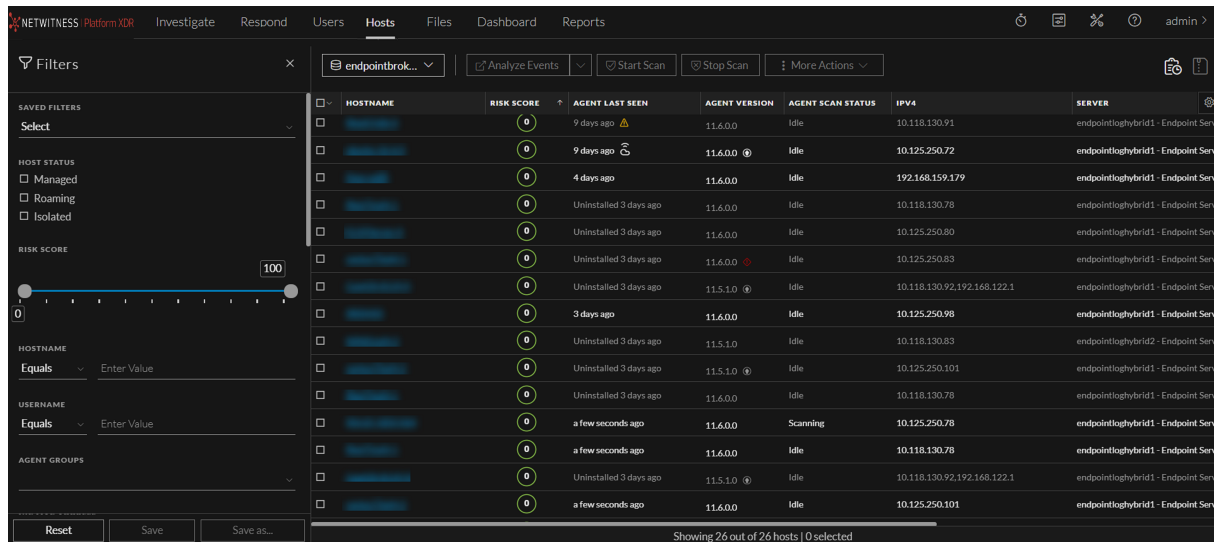 NETWITNESS Platform XDR Investigate Respond Users Hosts Files Dashboard Reports admin >
Filters
endpointbrok... Analyze Events Start Scan Stop Scan More Actions
SAVED FILTERS
Select
HOST STATUS
Managed
Roaming
Isolated
RISK SCORE
100
0
HOSTNAME
Equals Enter Value
USERNAME
Equals Enter Value
AGENT GROUPS
Reset Save Save as...
HOSTNAME RISK SCORE AGENT LAST SEEN AGENT VERSION AGENT SCAN STATUS IPV4 SERVER
0 9 days ago 11.6.0.0 Idle 10.118.130.91 endpointloghybrid1 - Endpoint Serv
0 9 days ago 11.6.0.0 Idle 10.125.250.72 endpointloghybrid1 - Endpoint Serv
0 4 days ago 11.6.0.0 Idle 192.168.159.179 endpointloghybrid1 - Endpoint Serv
0 Uninstalled 3 days ago 11.6.0.0 Idle 10.118.130.78 endpointloghybrid1 - Endpoint Serv
0 Uninstalled 3 days ago 11.6.0.0 Idle 10.125.250.80 endpointloghybrid1 - Endpoint Serv
0 Uninstalled 3 days ago 11.6.0.0 Idle 10.125.250.83 endpointloghybrid1 - Endpoint Serv
0 Uninstalled 3 days ago 11.5.1.0 Idle 10.118.130.92,192.168.122.1 endpointloghybrid1 - Endpoint Serv
0 3 days ago 11.6.0.0 Idle 10.125.250.98 endpointloghybrid1 - Endpoint Serv
0 Uninstalled 3 days ago 11.5.1.0 Idle 10.118.130.83 endpointloghybrid2 - Endpoint Serv
0 Uninstalled 3 days ago 11.5.1.0 Idle 10.125.250.101 endpointloghybrid1 - Endpoint Serv
0 Uninstalled 3 days ago 11.6.0.0 Idle 10.118.130.78 endpointloghybrid1 - Endpoint Serv
0 a few seconds ago 11.6.0.0 Scanning 10.125.250.78 endpointloghybrid1 - Endpoint Serv
0 a few seconds ago 11.6.0.0 Idle 10.118.130.78 endpointloghybrid1 - Endpoint Serv
0 Uninstalled 3 days ago 11.5.1.0 Idle 10.118.130.92,192.168.122.1 endpointloghybrid1 - Endpoint Serv
0 a few seconds ago 11.6.0.0 Idle 10.125.250.101 endpointloghybrid1 - Endpoint Serv
Showing 26 out of 26 hosts | 0 selected